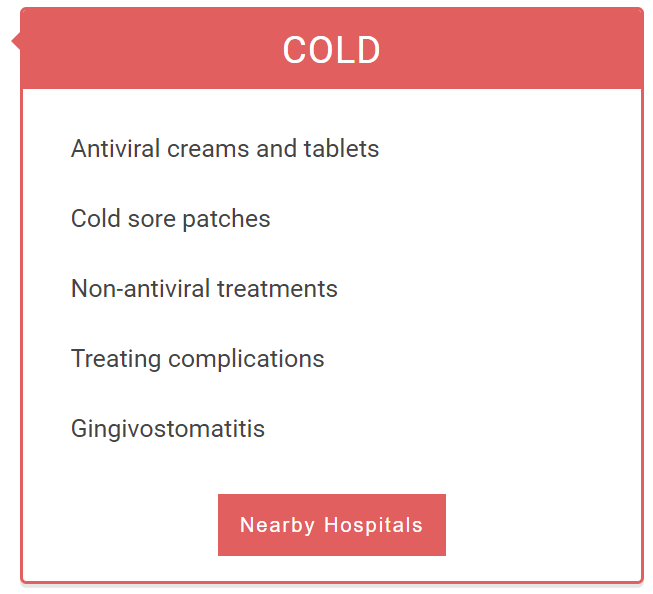 COLD
Antiviral creams and tablets
Cold sore patches
Non-antiviral treatments
Treating complications
Gingivostomatitis
Nearby Hospitals